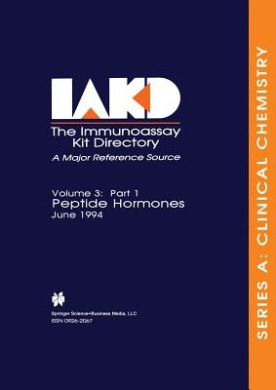 IAKD
The Immunoassay
Kit Directory
A Major Reference Source
Volume 3: Part 1
Peptide Hormones
June 1994
Springer Science+Business Media, LLC
ISSN 0926-2067
SERIES A: CLINICAL CHEMISTRY